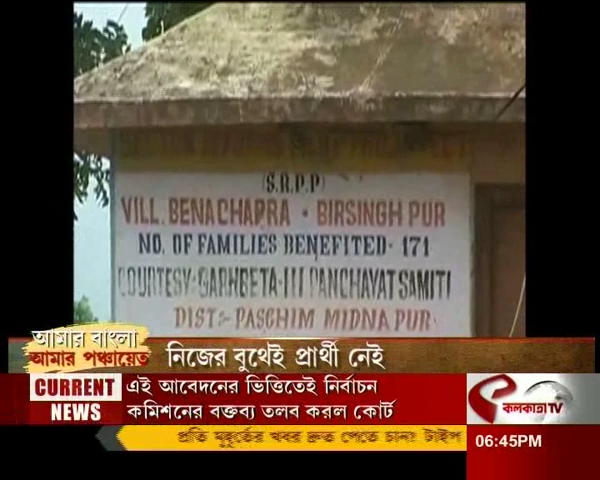 (S.R.P.P)
VILL. BENACHAPRA · BIRSINGH PUR
NO. OF FAMILIES BENEFITED- 171
COURTESY:- GARHBETA-III PANCHAYAT SAMITI
DIST:- PASCHIM MIDNAPUR·
আমার বাংলা
আমার পঞ্চায়েত
নিজের বুথেই প্রার্থী নেই
CURRENT NEWS
এই আবেদনের ভিত্তিতেই নির্বাচন
কমিশনের বক্তব্য তলব করল কোর্ট
কলকাতা TV
প্রতি মুহূর্তের খবর দ্রুত পেতে চান? টাইপ
06:45PM